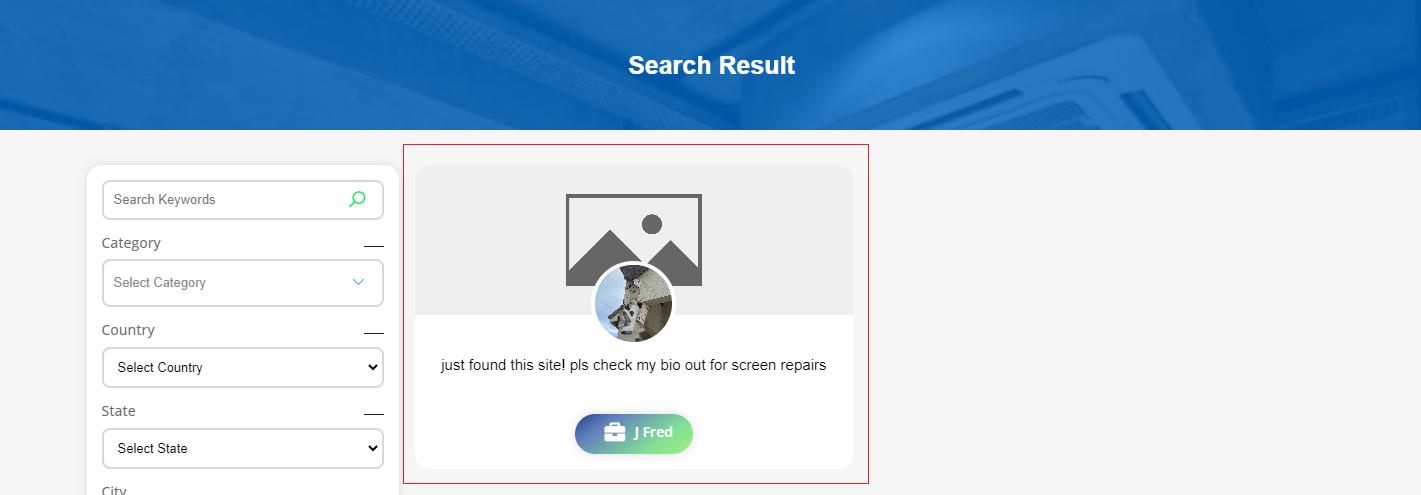 Search Result
Search Keywords
Category
Select Category
Country
Select Country
State
Select State
City
just found this site! pls check my bio out for screen repairs
J Fred